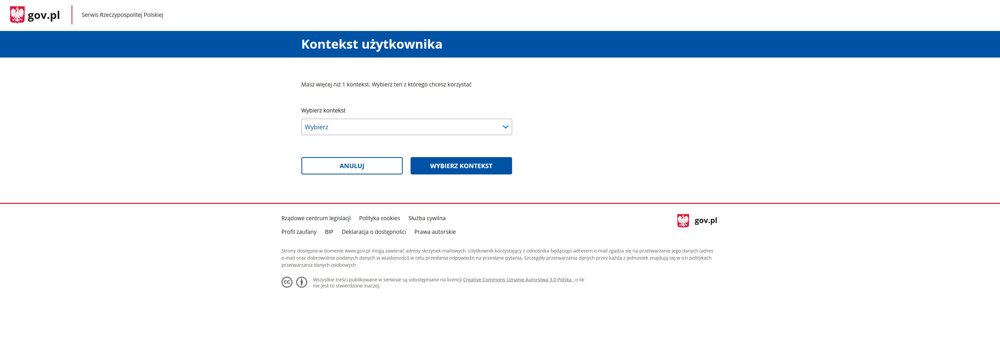 gov.pl
Serwis Rzeczypospolitej Polskiej
Kontekst użytkownika
Masz więcej niż 1 kontekst. Wybierz ten z którego chcesz korzystać
Wybierz kontekst
Wybierz
ANULUJ
WYBIERZ KONTEKST
Rządowe centrum legislacji Polityka cookies Służba cywilna
Profil zaufany BIP Deklaracja o dostępności Prawa autorskie
gov.pl
Strony dostępne w domenie www.gov.pl mogą zawierać adresy skrzynek mailowych. Użytkownik korzystający z odnośnika będącego adresem e-mail zgadza się na przetwarzanie jego danych (adres
e-mail oraz dobrowolnie podanych danych w wiadomości) w celu przesłania odpowiedzi na przesłane pytania. Szczegóły przetwarzania danych przez każdą z jednostek znajdują się w ich politykach
przetwarzania danych osobowych
cc
Wszystkie treści publikowane w serwisie są udostępniane na licencji Creative Commons Uznanie Autorstwa 3.0 Polska , o ile
nie jest to stwierdzone inaczej.